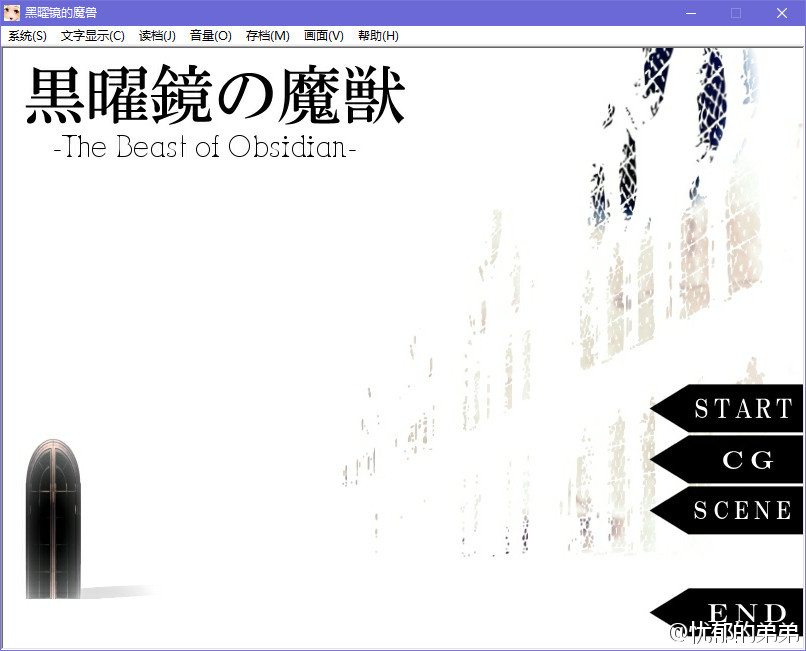 黒曜镜的魔兽
系统(S) 文字显示(C) 读档(J) 音量(O) 存档(M) 画面(V) 帮助(H)
黒曜鏡の魔獣
-The Beast of Obsidian-
START
CG
SCENE
END
@忧郁的弟弟